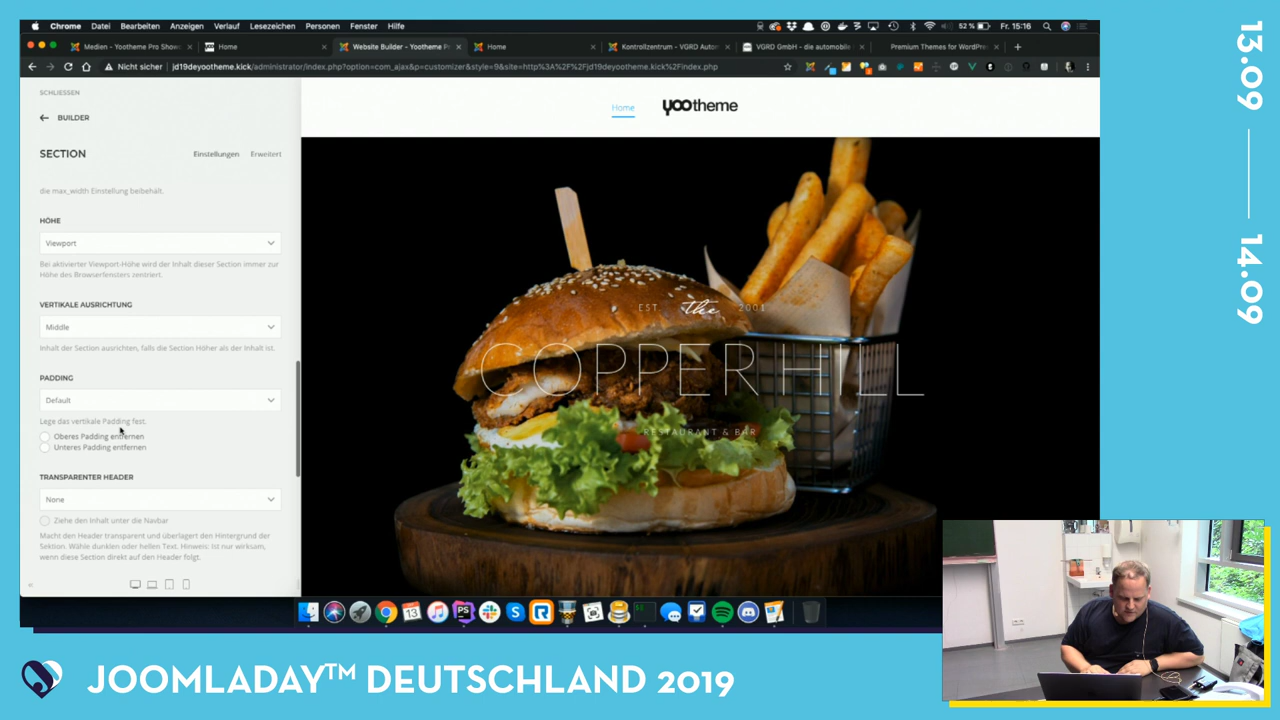 Chrome Datei Bearbeiten Anzeigen Verlauf Lesezeichen Personen Fenster Hilfe
52 % Fr. 15:16
Medien - Yootheme Pro Show
Home
Website Builder - Yootheme P
Home
Kontrollzentrum - VGRD Autor
VGRD GmbH - die automobile
Premium Themes for WordPre
Nicht sicher jd19deyootheme.kick/administrator/index.php?option=com_ajax&p=customizer&style=9&site=http%3A%2F%2Fjd19deyootheme.kick%2Findex.php
SCHLIESSEN
BUILDER
SECTION Einstellungen Erweitert
die max_width Einstellung beibehält.
HÖHE
Viewport
Bei aktivierter Viewport-Höhe wird der Inhalt dieser Section immer zur
Höhe des Browserfensters zentriert.
VERTIKALE AUSRICHTUNG
Middle
Inhalt der Section ausrichten, falls die Section Höher als der Inhalt ist.
PADDING
Default
Lege das vertikale Padding fest.
Oberes Padding entfernen
Unteres Padding entfernen
TRANSPARENTER HEADER
None
Ziehe den Inhalt unter die Navbar
Macht den Header transparent und überlagert den Hintergrund der
Sektion. Wähle dunklen oder hellen Text. Hinweis: Ist nur wirksam,
wenn diese Section direkt auf den Header folgt.
Home yootheme
EST. the 2001
COPPER HILL
RESTAURANT & BAR
13.09
14.09
JOOMLADAY™ DEUTSCHLAND 2019